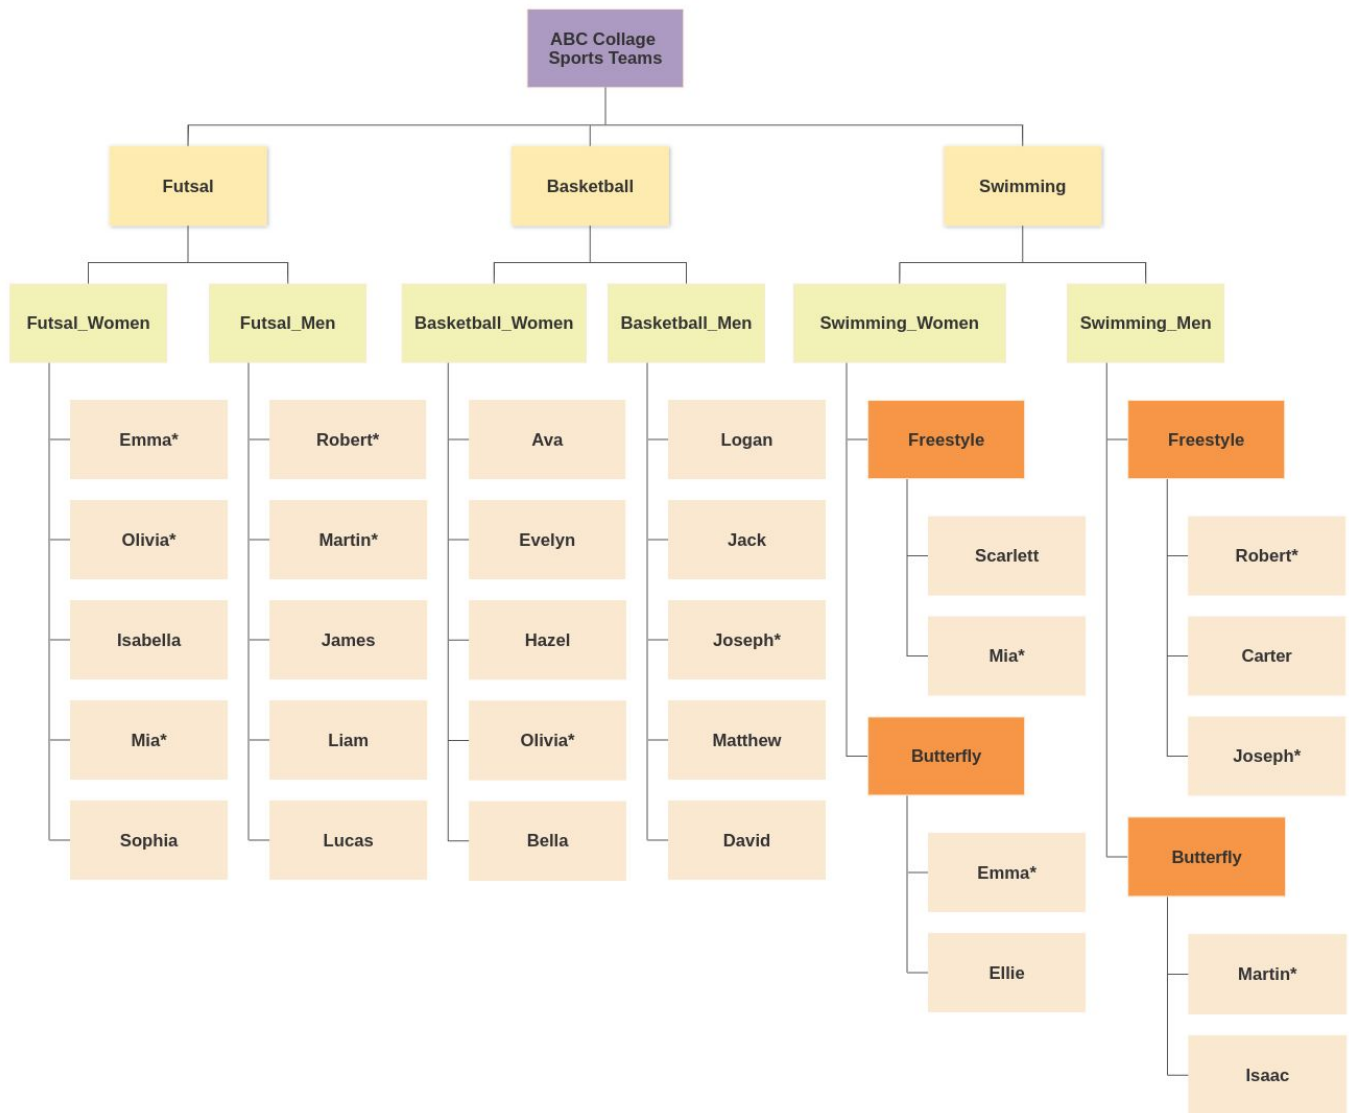 ABC Collage
Sports Teams
Futsal
Basketball
Swimming
Futsal_Women
Futsal_Men
Basketball_Women
Basketball_Men
Swimming_Women
Swimming_Men
Emma*
Olivia*
Isabella
Mia*
Sophia
Robert*
Martin*
James
Liam
Lucas
Ava
Evelyn
Hazel
Olivia*
Bella
Logan
Jack
Joseph*
Matthew
David
Freestyle
Scarlett
Mia*
Butterfly
Emma*
Ellie
Freestyle
Robert*
Carter
Joseph*
Butterfly
Martin*
Isaac